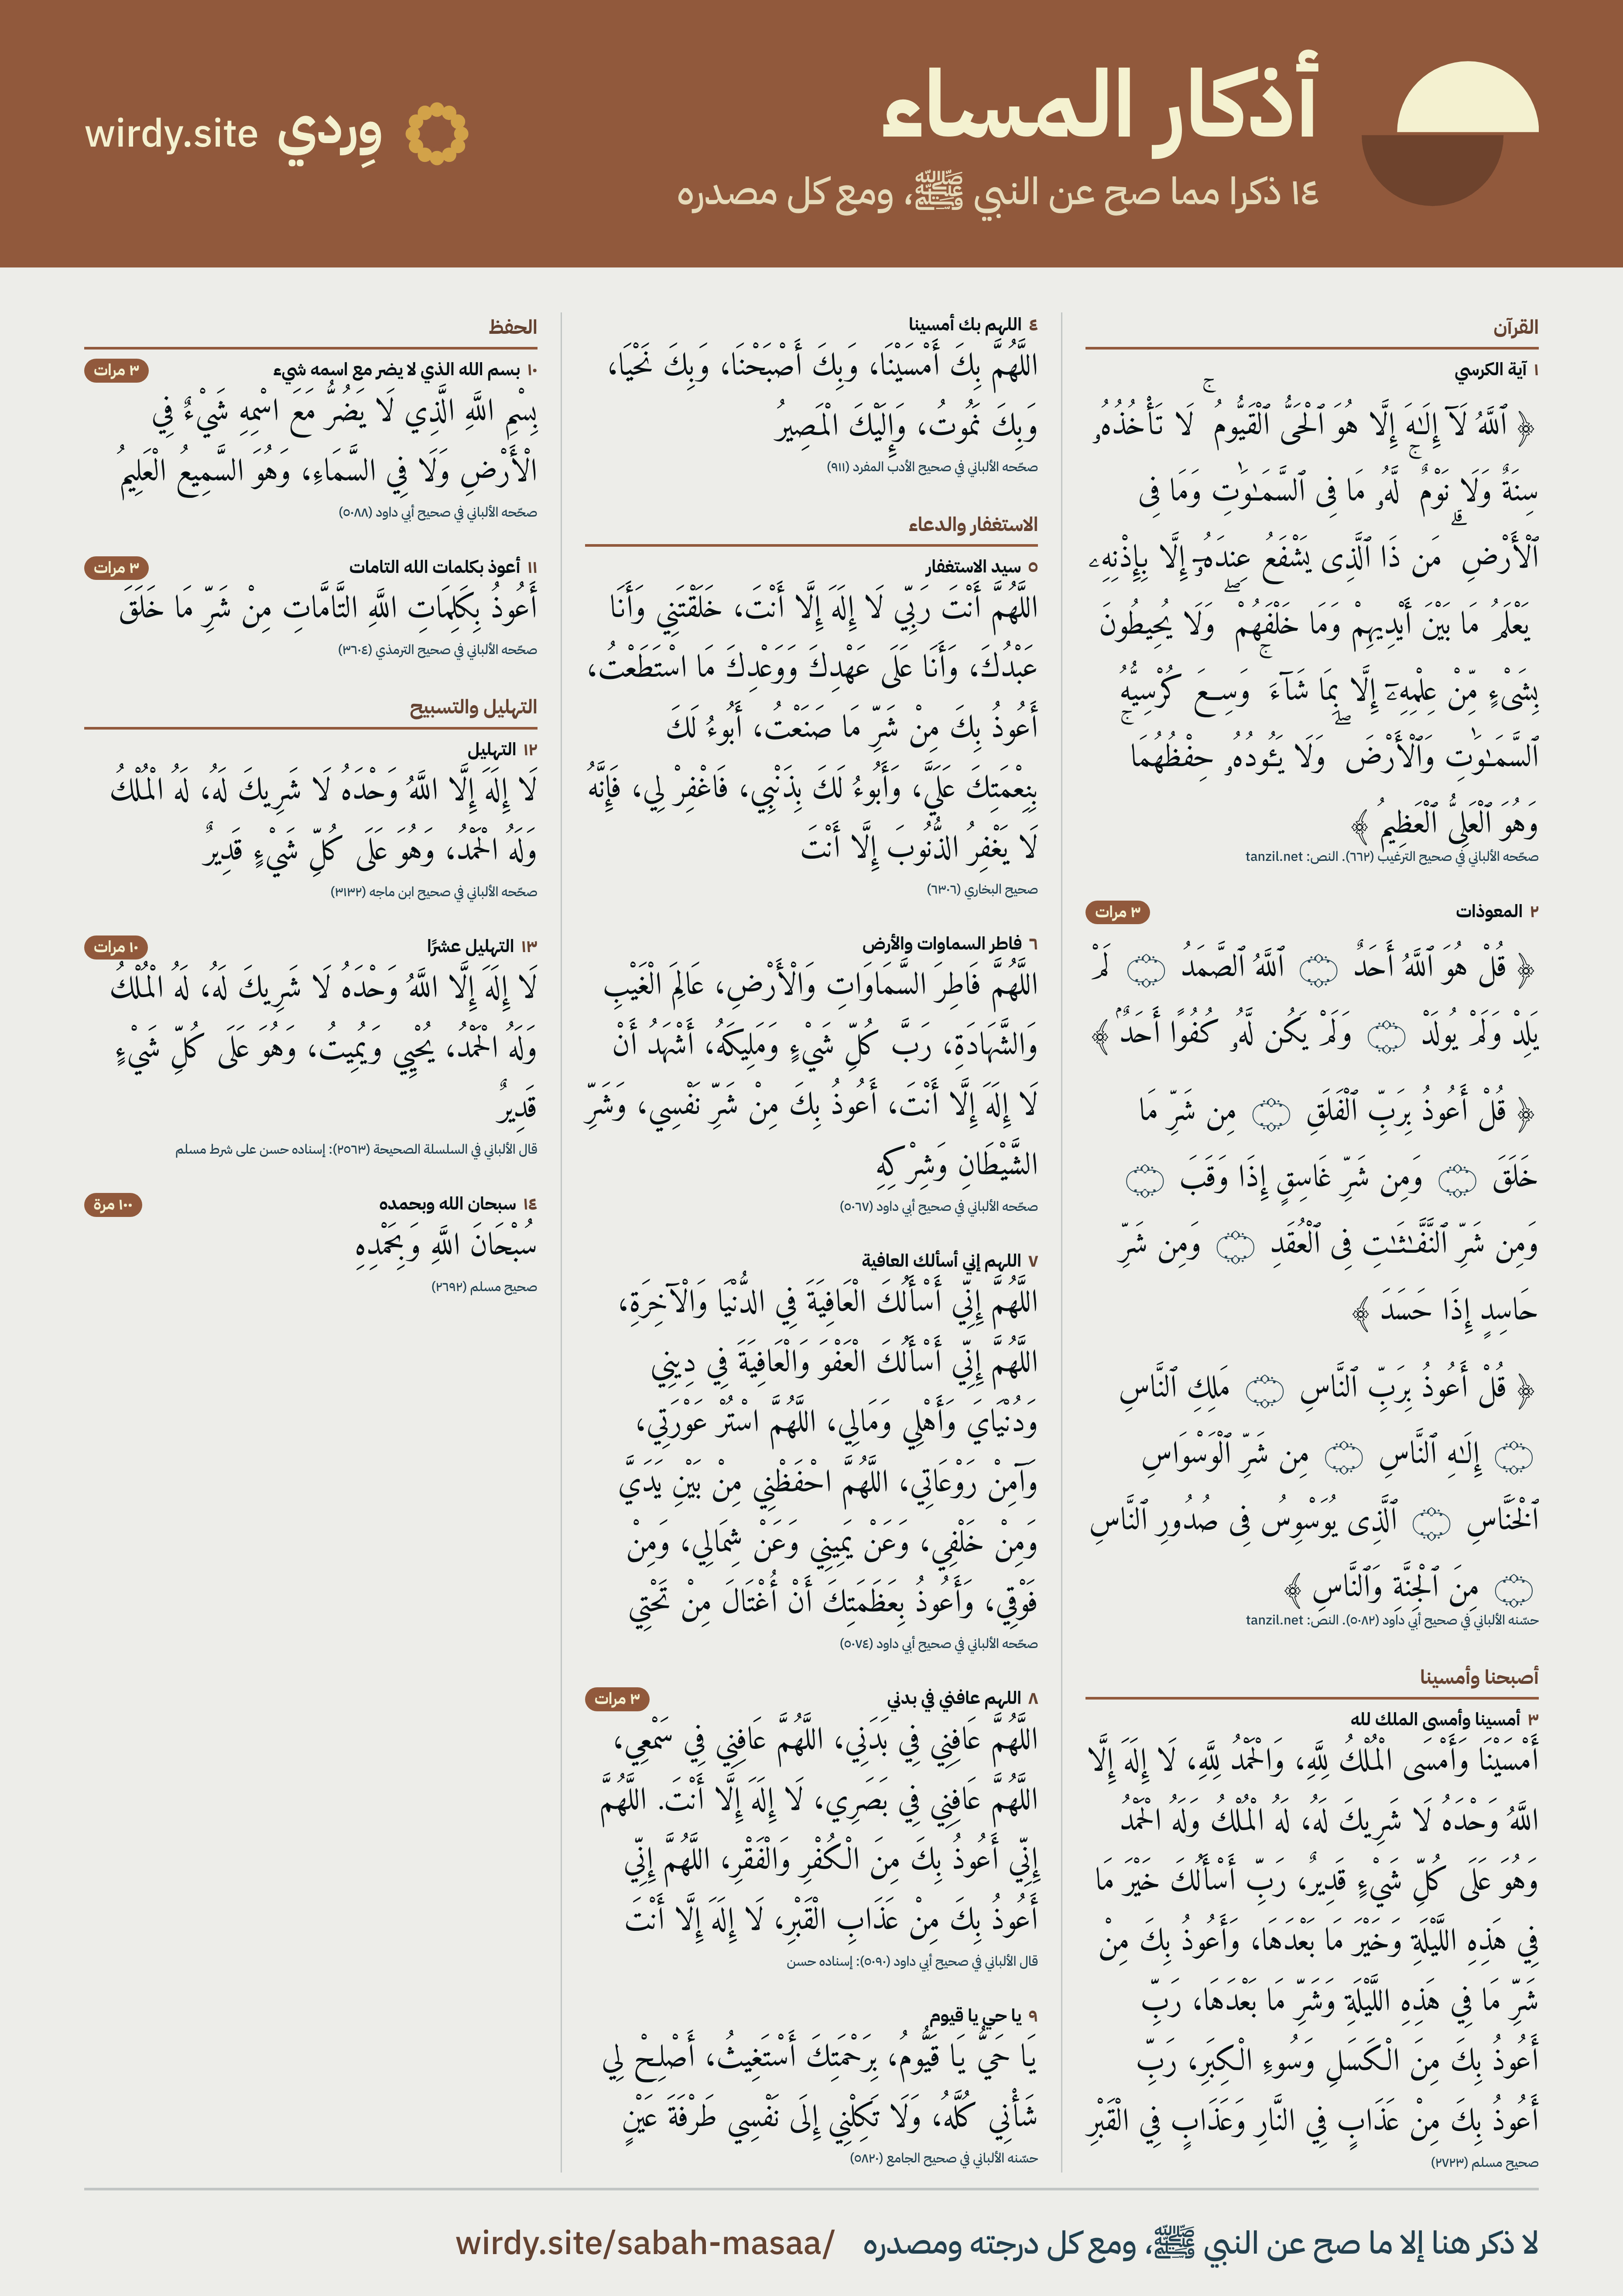 أذكار المساء
١٤ ذكرا مما صح عن النبي ﷺ، ومع كل مصدره
وِردي wirdy.site
القرآن
١ آية الكرسي
﴿ ٱللَّهُ لَآ إِلَـٰهَ إِلَّا هُوَ ٱلْحَىُّ ٱلْقَيُّومُ ۚ لَا تَأْخُذُهُۥ
سِنَةٌ وَلَا نَوْمٌ ۚ لَّهُۥ مَا فِى ٱلسَّمَـٰوَٰتِ وَمَا فِى
ٱلْأَرْضِ ۗ مَن ذَا ٱلَّذِى يَشْفَعُ عِندَهُۥٓ إِلَّا بِإِذْنِهِۦ ۚ
يَعْلَمُ مَا بَيْنَ أَيْدِيهِمْ وَمَا خَلْفَهُمْ ۖ وَلَا يُحِيطُونَ
بِشَىْءٍ مِّنْ عِلْمِهِۦٓ إِلَّا بِمَا شَآءَ ۚ وَسِعَ كُرْسِيُّهُ
ٱلسَّمَـٰوَٰتِ وَٱلْأَرْضَ ۖ وَلَا يَـُٔودُهُۥ حِفْظُهُمَا ۚ
وَهُوَ ٱلْعَلِىُّ ٱلْعَظِيمُ ﴾
صحّحه الألباني في صحيح الترغيب (٦٦٢). النص: tanzil.net
٢ المعوذات
٣ مرات
﴿ قُلْ هُوَ ٱللَّهُ أَحَدٌ ۝ ٱللَّهُ ٱلصَّمَدُ ۝ لَمْ
يَلِدْ وَلَمْ يُولَدْ ۝ وَلَمْ يَكُن لَّهُۥ كُفُوًا أَحَدٌۢ ﴾
﴿ قُلْ أَعُوذُ بِرَبِّ ٱلْفَلَقِ ۝ مِن شَرِّ مَا
خَلَقَ ۝ وَمِن شَرِّ غَاسِقٍ إِذَا وَقَبَ ۝
وَمِن شَرِّ ٱلنَّفَّـٰثَـٰتِ فِى ٱلْعُقَدِ ۝ وَمِن شَرِّ
حَاسِدٍ إِذَا حَسَدَ ﴾
﴿ قُلْ أَعُوذُ بِرَبِّ ٱلنَّاسِ ۝ مَلِكِ ٱلنَّاسِ
۝ إِلَـٰهِ ٱلنَّاسِ ۝ مِن شَرِّ ٱلْوَسْوَاسِ
ٱلْخَنَّاسِ ۝ ٱلَّذِى يُوَسْوِسُ فِى صُدُورِ ٱلنَّاسِ
۝ مِنَ ٱلْجِنَّةِ وَٱلنَّاسِ ﴾
حسّنه الألباني في صحيح أبي داود (٥٠٨٢). النص: tanzil.net
أصبحنا وأمسينا
٣ أمسينا وأمسى الملك لله
أَمْسَيْنَا وَأَمْسَى الْمُلْكُ لِلَّهِ، وَالْحَمْدُ لِلَّهِ، لَا إِلَهَ إِلَّا
اللَّهُ وَحْدَهُ لَا شَرِيكَ لَهُ، لَهُ الْمُلْكُ وَلَهُ الْحَمْدُ
وَهُوَ عَلَى كُلِّ شَيْءٍ قَدِيرٌ، رَبِّ أَسْأَلُكَ خَيْرَ مَا
فِي هَذِهِ اللَّيْلَةِ وَخَيْرَ مَا بَعْدَهَا، وَأَعُوذُ بِكَ مِنْ
شَرِّ مَا فِي هَذِهِ اللَّيْلَةِ وَشَرِّ مَا بَعْدَهَا، رَبِّ
أَعُوذُ بِكَ مِنَ الْكَسَلِ وَسُوءِ الْكِبَرِ، رَبِّ
أَعُوذُ بِكَ مِنْ عَذَابٍ فِي النَّارِ وَعَذَابٍ فِي الْقَبْرِ
صحيح مسلم (٢٧٢٣)
٤ اللهم بك أمسينا
اللَّهُمَّ بِكَ أَمْسَيْنَا، وَبِكَ أَصْبَحْنَا، وَبِكَ نَحْيَا،
وَبِكَ نَمُوتُ، وَإِلَيْكَ الْمَصِيرُ
صحّحه الألباني في صحيح الأدب المفرد (٩١١)
الاستغفار والدعاء
٥ سيد الاستغفار
اللَّهُمَّ أَنْتَ رَبِّي لَا إِلَهَ إِلَّا أَنْتَ، خَلَقْتَنِي وَأَنَا
عَبْدُكَ، وَأَنَا عَلَى عَهْدِكَ وَوَعْدِكَ مَا اسْتَطَعْتُ،
أَعُوذُ بِكَ مِنْ شَرِّ مَا صَنَعْتُ، أَبُوءُ لَكَ
بِنِعْمَتِكَ عَلَيَّ، وَأَبُوءُ لَكَ بِذَنْبِي، فَاغْفِرْ لِي، فَإِنَّهُ
لَا يَغْفِرُ الذُّنُوبَ إِلَّا أَنْتَ
صحيح البخاري (٦٣٠٦)
٦ فاطر السماوات والأرض
اللَّهُمَّ فَاطِرَ السَّمَاوَاتِ وَالْأَرْضِ، عَالِمَ الْغَيْبِ
وَالشَّهَادَةِ، رَبَّ كُلِّ شَيْءٍ وَمَلِيكَهُ، أَشْهَدُ أَنْ
لَا إِلَهَ إِلَّا أَنْتَ، أَعُوذُ بِكَ مِنْ شَرِّ نَفْسِي، وَشَرِّ
الشَّيْطَانِ وَشِرْكِهِ
صحّحه الألباني في صحيح أبي داود (٥٠٦٧)
٧ اللهم إني أسألك العافية
اللَّهُمَّ إِنِّي أَسْأَلُكَ الْعَافِيَةَ فِي الدُّنْيَا وَالْآخِرَةِ،
اللَّهُمَّ إِنِّي أَسْأَلُكَ الْعَفْوَ وَالْعَافِيَةَ فِي دِينِي
وَدُنْيَايَ وَأَهْلِي وَمَالِي، اللَّهُمَّ اسْتُرْ عَوْرَتِي،
وَآمِنْ رَوْعَاتِي، اللَّهُمَّ احْفَظْنِي مِنْ بَيْنِ يَدَيَّ
وَمِنْ خَلْفِي، وَعَنْ يَمِينِي وَعَنْ شِمَالِي، وَمِنْ
فَوْقِي، وَأَعُوذُ بِعَظَمَتِكَ أَنْ أُغْتَالَ مِنْ تَحْتِي
صحّحه الألباني في صحيح أبي داود (٥٠٧٤)
٨ اللهم عافني في بدني
٣ مرات
اللَّهُمَّ عَافِنِي فِي بَدَنِي، اللَّهُمَّ عَافِنِي فِي سَمْعِي،
اللَّهُمَّ عَافِنِي فِي بَصَرِي، لَا إِلَهَ إِلَّا أَنْتَ. اللَّهُمَّ
إِنِّي أَعُوذُ بِكَ مِنَ الْكُفْرِ وَالْفَقْرِ، اللَّهُمَّ إِنِّي
أَعُوذُ بِكَ مِنْ عَذَابِ الْقَبْرِ، لَا إِلَهَ إِلَّا أَنْتَ
قال الألباني في صحيح أبي داود (٥٠٩٠): إسناده حسن
٩ يا حي يا قيوم
يَا حَيُّ يَا قَيُّومُ، بِرَحْمَتِكَ أَسْتَغِيثُ، أَصْلِحْ لِي
شَأْنِي كُلَّهُ، وَلَا تَكِلْنِي إِلَى نَفْسِي طَرْفَةَ عَيْنٍ
حسّنه الألباني في صحيح الجامع (٥٨٢٠)
الحفظ
١٠ بسم الله الذي لا يضر مع اسمه شيء
٣ مرات
بِسْمِ اللَّهِ الَّذِي لَا يَضُرُّ مَعَ اسْمِهِ شَيْءٌ فِي
الْأَرْضِ وَلَا فِي السَّمَاءِ، وَهُوَ السَّمِيعُ الْعَلِيمُ
صحّحه الألباني في صحيح أبي داود (٥٠٨٨)
١١ أعوذ بكلمات الله التامات
٣ مرات
أَعُوذُ بِكَلِمَاتِ اللَّهِ التَّامَّاتِ مِنْ شَرِّ مَا خَلَقَ
صحّحه الألباني في صحيح الترمذي (٣٦٠٤)
التهليل والتسبيح
١٢ التهليل
لَا إِلَهَ إِلَّا اللَّهُ وَحْدَهُ لَا شَرِيكَ لَهُ، لَهُ الْمُلْكُ
وَلَهُ الْحَمْدُ، وَهُوَ عَلَى كُلِّ شَيْءٍ قَدِيرٌ
صحّحه الألباني في صحيح ابن ماجه (٣١٣٢)
١٣ التهليل عشرًا
١٠ مرات
لَا إِلَهَ إِلَّا اللَّهُ وَحْدَهُ لَا شَرِيكَ لَهُ، لَهُ الْمُلْكُ
وَلَهُ الْحَمْدُ، يُحْيِي وَيُمِيتُ، وَهُوَ عَلَى كُلِّ شَيْءٍ
قَدِيرٌ
قال الألباني في السلسلة الصحيحة (٢٥٦٣): إسناده حسن على شرط مسلم
١٤ سبحان الله وبحمده
١٠٠ مرة
سُبْحَانَ اللَّهِ وَبِحَمْدِهِ
صحيح مسلم (٢٦٩٢)
لا ذكر هنا إلا ما صح عن النبي ﷺ، ومع كل درجته ومصدره wirdy.site/sabah-masaa/